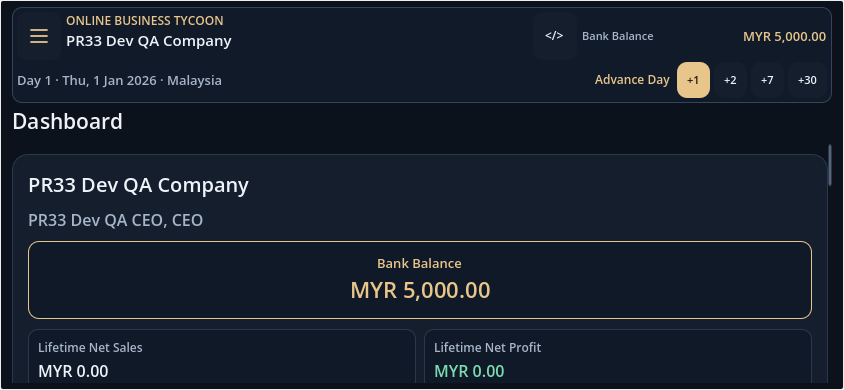 ONLINE BUSINESS TYCOON
PR33 Dev QA Company
</> Bank Balance MYR 5,000.00
Day 1 · Thu, 1 Jan 2026 · Malaysia
Advance Day +1 +2 +7 +30
Dashboard
PR33 Dev QA Company
PR33 Dev QA CEO, CEO
Bank Balance
MYR 5,000.00
Lifetime Net Sales
MYR 0.00
Lifetime Net Profit
MYR 0.00